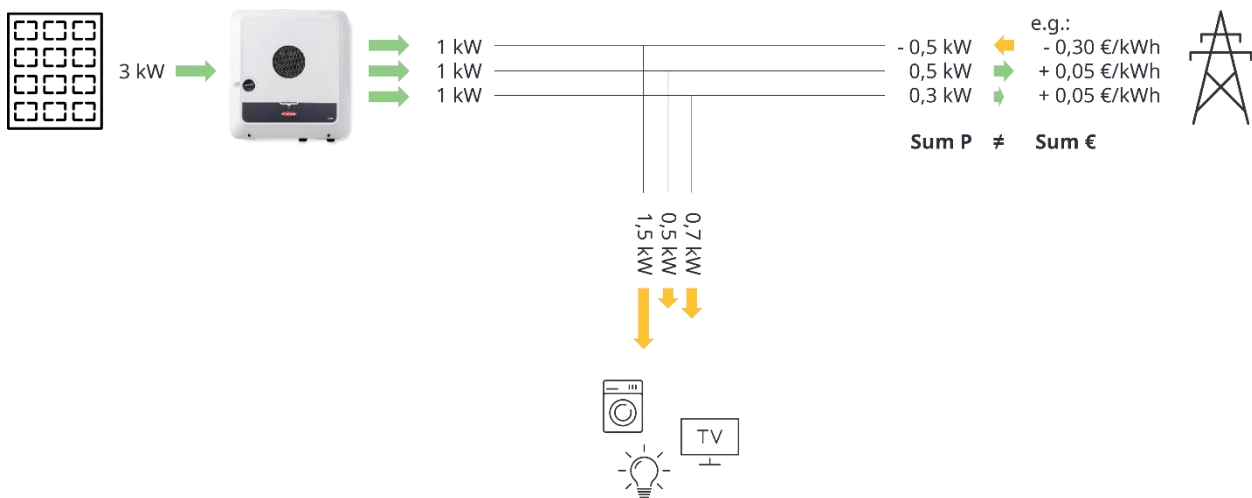 e.g.:
1 kW - 0,5 kW - 0,30 €/kWh
3 kW 1 kW 0,5 kW + 0,05 €/kWh
1 kW 0,3 kW + 0,05 €/kWh
Sum P ≠ Sum €
1,5 kW
0,5 kW
0,7 kW
TV